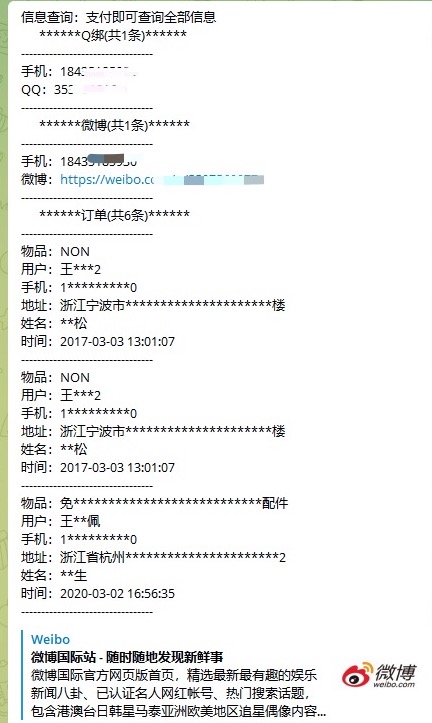 信息查询：支付即可查询全部信息
******Q绑(共1条)******
--------------------------------
手机：1843
QQ：353
--------------------------------
******微博(共1条)******
--------------------------------
手机：1843
微博：https://weibo.c
--------------------------------
******订单(共6条)******
--------------------------------
物品：NON
用户：王***2
手机：1*********0
地址：浙江宁波市*********************楼
姓名：**松
时间：2017-03-03 13:01:07
--------------------------------
物品：NON
用户：王***2
手机：1*********0
地址：浙江宁波市*********************楼
姓名：**松
时间：2017-03-03 13:01:07
--------------------------------
物品：免***************************配件
用户：王**佩
手机：1*********0
地址：浙江省杭州**********************2
姓名：**生
时间：2020-03-02 16:56:35
--------------------------------
Weibo
微博国际站 - 随时随地发现新鲜事
微博国际官方网页版首页，精选最新最有趣的娱乐
新闻八卦、已认证名人网红帐号、热门搜索话题，
包含港澳台日韩星马泰亚洲欧美地区追星偶像内容...
微博
weibo.com